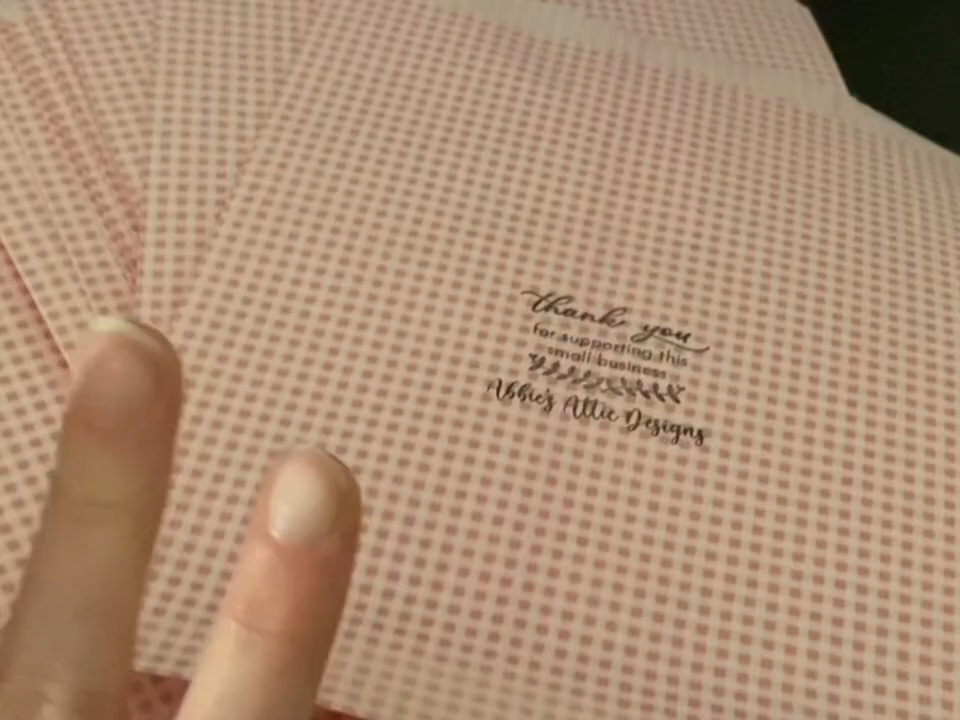 thank you
for supporting this
small business
Abbie's Attic Designs